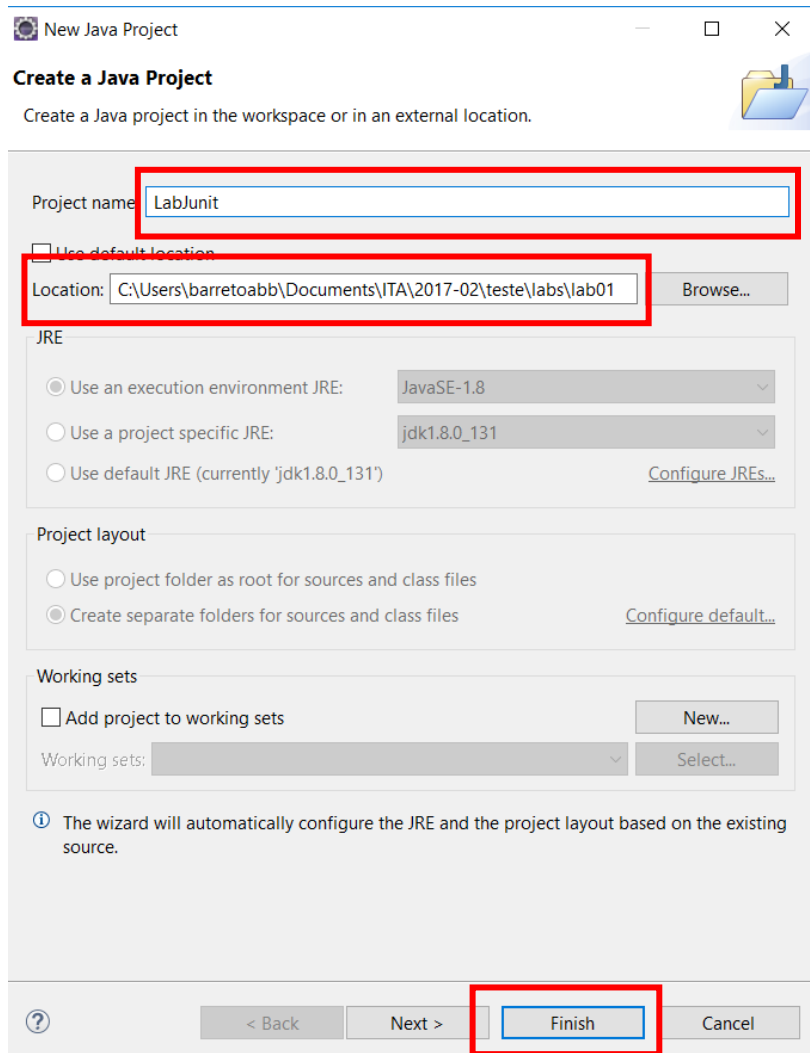 New Java Project
Create a Java Project
Create a Java project in the workspace or in an external location.
Project name LabJunit
Use default location
Location: C:\Users\barretoabb\Documents\ITA\2017-02\teste\labs\lab01 Browse...
JRE
Use an execution environment JRE: JavaSE-1.8
Use a project specific JRE: jdk1.8.0_131
Use default JRE (currently 'jdk1.8.0_131') Configure JREs...
Project layout
Use project folder as root for sources and class files
Create separate folders for sources and class files Configure default...
Working sets
Add project to working sets New...
Working sets: Select...
The wizard will automatically configure the JRE and the project layout based on the existing
source.
< Back Next > Finish Cancel